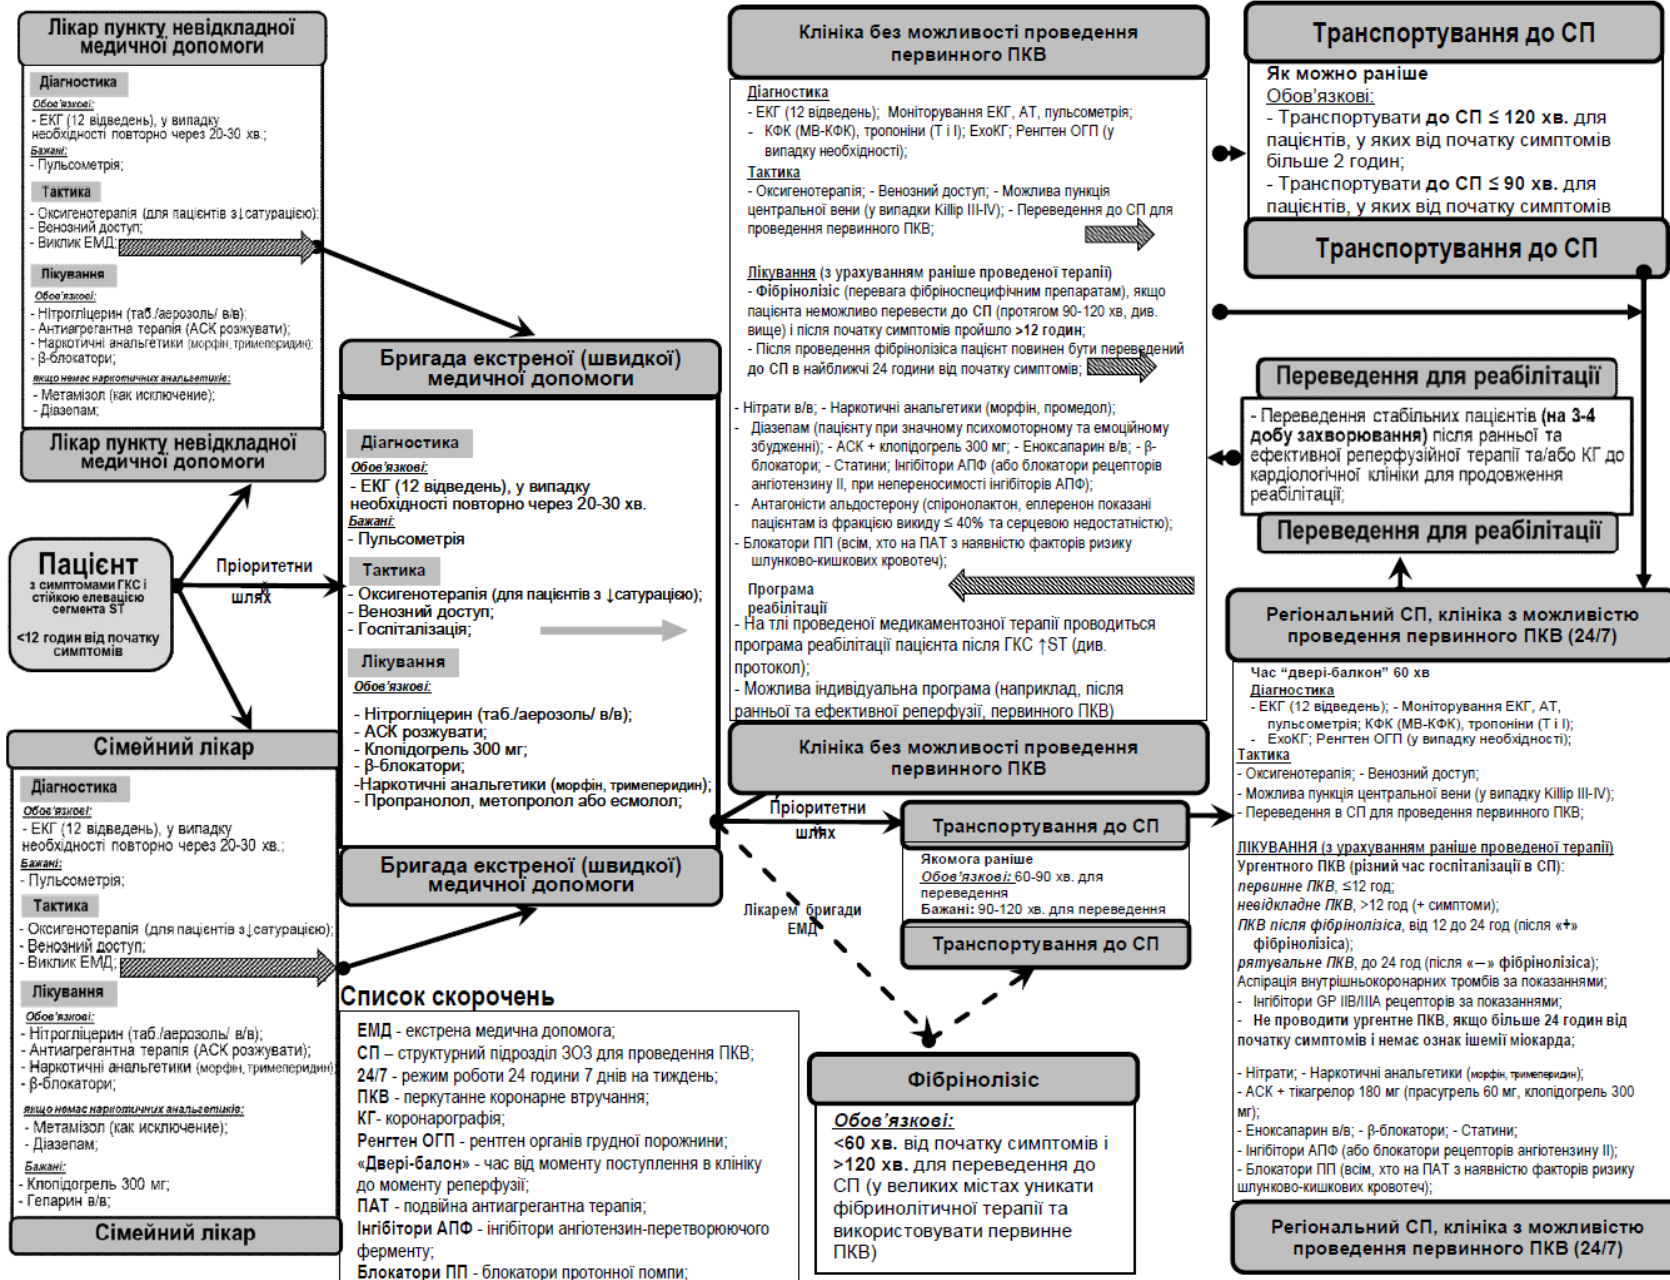 Лікар пункту невідкладної
медичної допомоги
Діагностика
Обов'язкові:
- ЕКГ (12 відведень), у випадку
необхідності повторно через 20-30 хв.;
Бажані:
- Пульсометрія;
Тактика
- Оксигенотерапія (для пацієнтів з↓сатурацією);
- Венозний доступ;
- Виклик ЕМД;
Лікування
Обов'язкові:
- Нітрогліцерин (таб./аерозоль/ в/в);
- Антиагрегантна терапія (АСК розжувати);
- Наркотичні анальгетики (морфін, тримеперидин);
- β-блокатори;
якщо немає наркотичних анальгетиків:
- Метамізол (как исключение);
- Діазепам;
Лікар пункту невідкладної
медичної допомоги
Пацієнт
з симптомами ГКС і
стійкою елевацією
сегмента ST
<12 годин від початку
симптомів
Пріоритетни
й
шлях
Сімейний лікар
Діагностика
Обов'язкові:
- ЕКГ (12 відведень), у випадку
необхідності повторно через 20-30 хв.;
Бажані:
- Пульсометрія;
Тактика
- Оксигенотерапія (для пацієнтів з↓сатурацією);
- Венозний доступ;
- Виклик ЕМД;
Лікування
Обов'язкові:
- Нітрогліцерин (таб./аерозоль/ в/в);
- Антиагрегантна терапія (АСК розжувати);
- Наркотичні анальгетики (морфін, тримеперидин)
- β-блокатори;
якщо немає наркотичних анальгетиків:
- Метамізол (как исключение);
- Діазепам;
Бажані:
- Клопідогрель 300 мг;
- Гепарин в/в;
Сімейний лікар
Бригада екстреної (швидкої)
медичної допомоги
Діагностика
Обов'язкові:
- ЕКГ (12 відведень), у випадку
необхідності повторно через 20-30 хв.
Бажані:
- Пульсометрія
Тактика
- Оксигенотерапія (для пацієнтів з ↓сатурацією);
- Венозний доступ;
- Госпіталізація;
Лікування
Обов'язкові:
- Нітрогліцерин (таб./аерозоль/ в/в);
- АСК розжувати;
- Клопідогрель 300 мг;
- β-блокатори;
-Наркотичні анальгетики (морфін, тримеперидин);
- Пропранолол, метопролол або есмолол;
Бригада екстреної (швидкої)
медичної допомоги
Список скорочень
ЕМД - екстрена медична допомога;
СП – структурний підрозділ ЗОЗ для проведення ПКВ;
24/7 - режим роботи 24 години 7 днів на тиждень;
ПКВ - перкутанне коронарне втручання;
КГ- коронарографія;
Ренгтен ОГП - рентген органів грудної порожнини;
«Двері-балон» - час від моменту поступлення в клініку
до моменту реперфузії;
ПАТ - подвійна антиагрегантна терапія;
Інгібітори АПФ - інгібітори ангіотензин-перетворюючого
ферменту;
Блокатори ПП - блокатори протонної помпи;
Клініка без можливості проведення
первинного ПКВ
Діагностика
- ЕКГ (12 відведень); Моніторування ЕКГ, АТ, пульсометрія;
- КФК (МВ-КФК), тропоніни (Т і І); ЕхоКГ; Ренгтен ОГП (у
випадку необхідності);
Тактика
- Оксигенотерапія; - Венозний доступ; - Можлива пункція
центральної вени (у випадки Killip III-IV); - Переведення до СП для
проведення первинного ПКВ;
Лікування (з урахуванням раніше проведеної терапії)
- Фібринолізіс (перевага фібріноспецифічним препаратам), якщо
пацієнта неможливо перевести до СП (протягом 90-120 хв, див.
вище) і після початку симптомів пройшло >12 годин;
- Після проведення фібринолізіса пацієнт повинен бути переведений
до СП в найближчі 24 години від початку симптомів;
- Нітрати в/в; - Наркотичні анальгетики (морфін, промедол);
- Діазепам (пацієнту при значному психомоторному та емоційному
збудженні); - АСК + клопідогрель 300 мг; - Еноксапарин в/в; - β-
блокатори; - Статини; Інгібітори АПФ (або блокатори рецепторів
ангіотензину II, при непереносимості інгібіторів АПФ);
- Антагоністи альдостерону (спіронолактон, еплеренон показані
пацієнтам із фракцією викиду ≤ 40% та серцевою недостатністю);
- Блокатори ПП (всім, хто на ПАТ з наявністю факторів ризику
шлунково-кишкових кровотеч);
Програма
реабілітації
- На тлі проведеної медикаментозної терапії проводиться
програма реабілітації пацієнта після ГКС ↑ST (див.
протокол);
- Можлива індивідуальна програма (наприклад, після
ранньої та ефективної реперфузії, первинного ПКВ)
Клініка без можливості проведення
первинного ПКВ
Пріоритетни
й
шлях
Лікарем бригади
ЕМД
Транспортування до СП
Якомога раніше
Обов'язкові: 60-90 хв. для
переведення
Бажані: 90-120 хв. для переведення
Транспортування до СП
Фібрінолізіс
Обов'язкові:
<60 хв. від початку симптомів і
>120 хв. для переведення до
СП (у великих містах уникати
фібринолітичної терапії та
використовувати первинне
ПКВ)
Транспортування до СП
Як можно раніше
Обов'язкові:
- Транспортувати до СП ≤ 120 хв. для
пацієнтів, у яких від початку симптомів
більше 2 годин;
- Транспортувати до СП ≤ 90 хв. для
пацієнтів, у яких від початку симптомів
Транспортування до СП
Переведення для реабілітації
- Переведення стабільних пацієнтів (на 3-4
добу захворювання) після ранньої та
ефективної реперфузійної терапії та/або КГ до
кардіологічної клініки для продовження
реабілітації;
Переведення для реабілітації
Регіональний СП, клініка з можливістю
проведення первинного ПКВ (24/7)
Час “двері-балкон” 60 хв
Діагностика
- ЕКГ (12 відведень); - Моніторування ЕКГ, АТ,
пульсометрія; КФК (МВ-КФК), тропоніни (Т і І);
- ЕхоКГ; Ренгтен ОГП (у випадку необхідності);
Тактика
- Оксигенотерапія; - Венозний доступ;
- Можлива пункція центральної вени (у випадку Killip III-IV);
- Переведення в СП для проведення первинного ПКВ;
ЛІКУВАННЯ (з урахуванням раніше проведеної терапії)
Ургентного ПКВ (різний час госпіталізації в СП):
первинне ПКВ, ≤12 год;
невідкладне ПКВ, >12 год (+ симптоми);
ПКВ після фібринолізіса, від 12 до 24 год (після «+»
фібринолізіса);
рятувальне ПКВ, до 24 год (після «—» фібринолізіса);
Аспірація внутрішньокоронарних тромбів за показаннями;
- Інгібітори GP IIB/IIIA рецепторів за показаннями;
- Не проводити ургентне ПКВ, якщо більше 24 годин від
початку симптомів і немає ознак ішемії міокарда;
- Нітрати; - Наркотичні анальгетики (морфін, тримеперидин);
- АСК + тікагрелор 180 мг (прасугрель 60 мг, клопідогрель 300
мг);
- Еноксапарин в/в; - β-блокатори; - Статини;
- Інгібітори АПФ (або блокатори рецепторів ангіотензину II);
- Блокатори ПП (всім, хто на ПАТ з наявністю факторів ризику
шлунково-кишкових кровотеч);
Регіональний СП, клініка з можливістю
проведення первинного ПКВ (24/7)